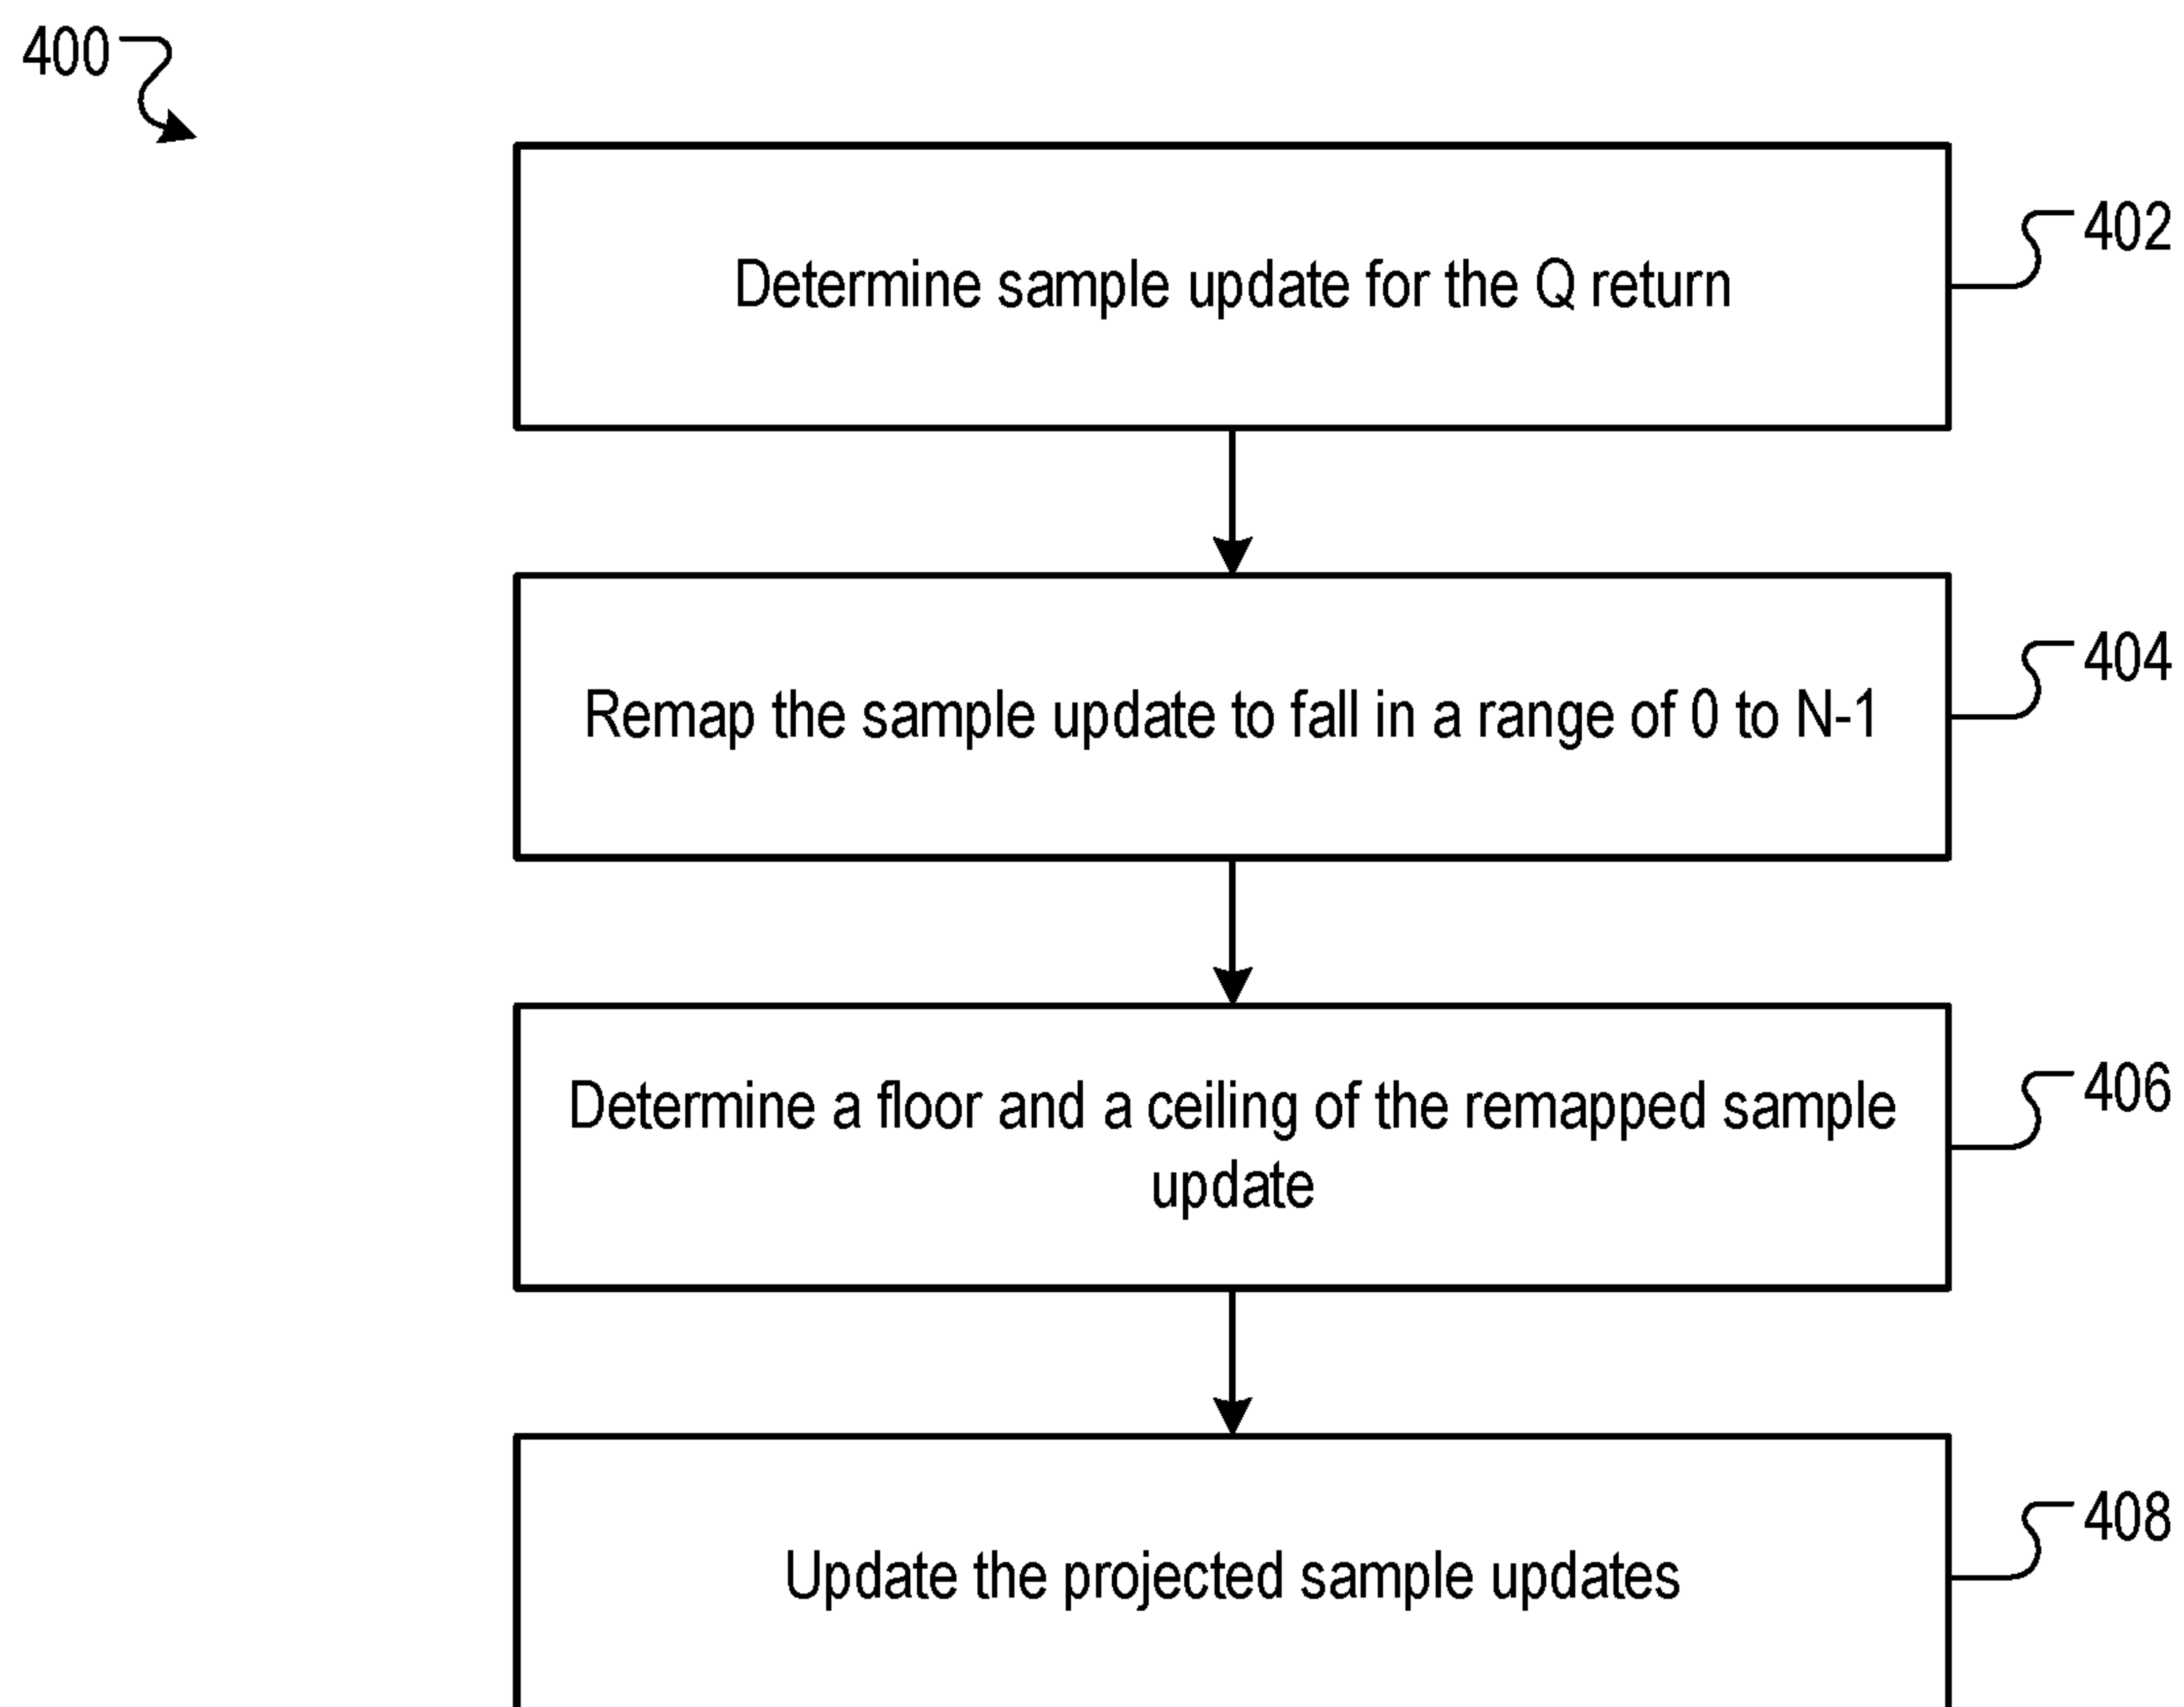 400
Determine sample update for the Q return
402
Remap the sample update to fall in a range of 0 to N-1
404
Determine a floor and a ceiling of the remapped sample
update
406
Update the projected sample updates
408